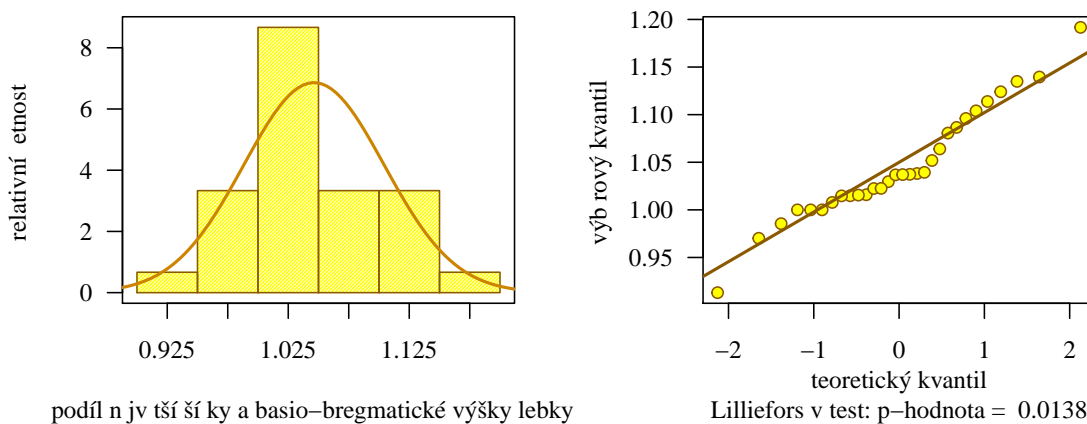 8
6
4
2
0
relativní etnost
0.925 1.025 1.125
podíl n jv tší ší ky a basio−bregmatické výšky lebky
1.20
1.15
1.10
1.05
1.00
0.95
výb rový kvantil
−2 −1 0 1 2
teoretický kvantil
Lilliefors v test: p−hodnota = 0.0138